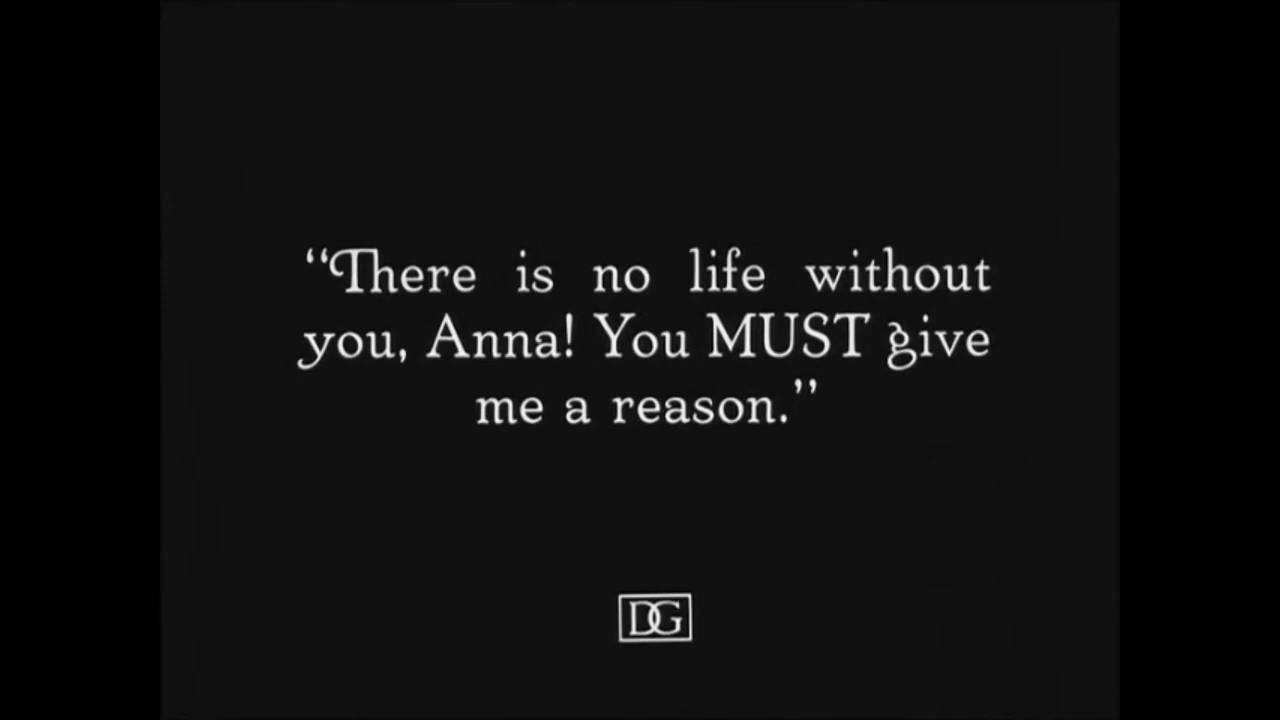 “There is no life without
you, Anna! You MUST give
me a reason.”
DG